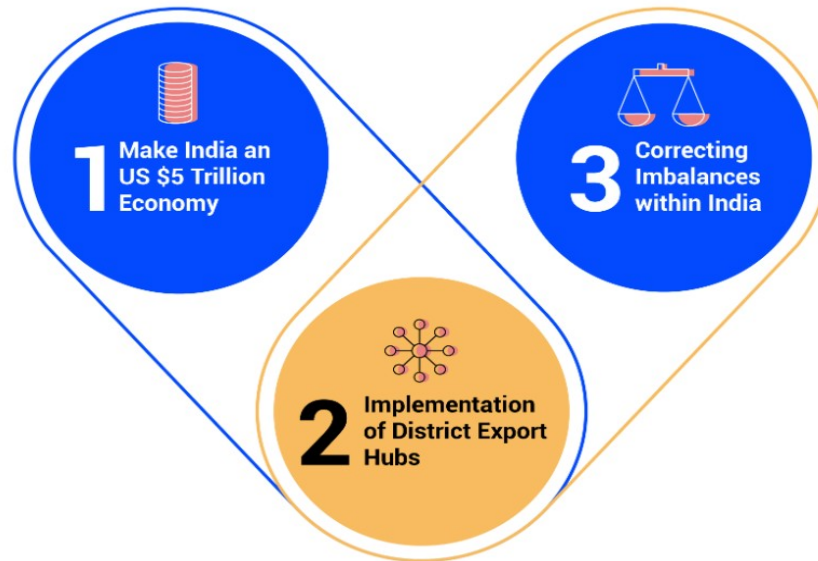 1
Make India an
US $5 Trillion
Economy
2
Implementation
of District Export
Hubs
3
Correcting
Imbalances
within India